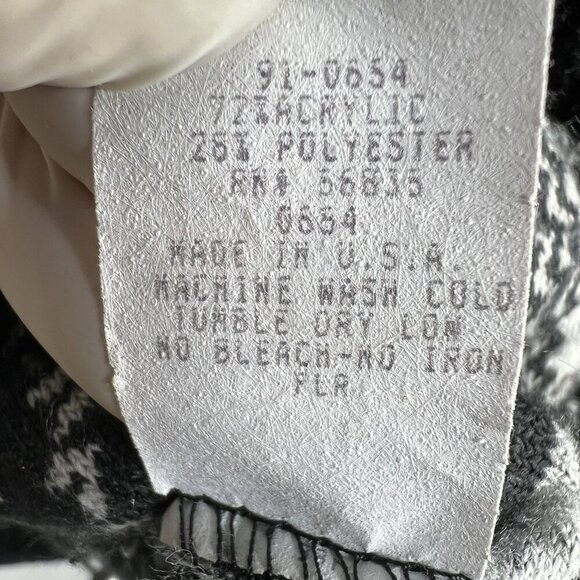 91-0654
72% ACRYLIC
28% POLYESTER
RN# 56835
0654
MADE IN U.S.A.
MACHINE WASH COLD
TUMBLE DRY LOW
NO BLEACH-NO IRON
PLR